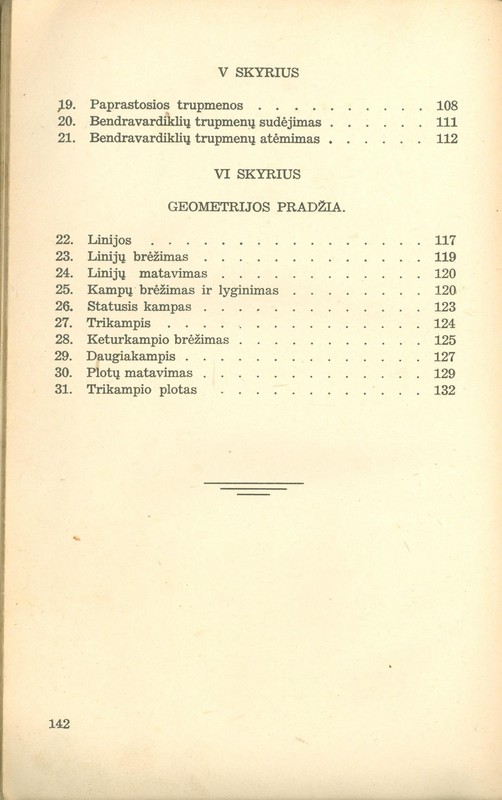 V SKYRIUS
19. Paprastosios trupmenos . . . . . . . . . . 108
20. Bendravardiklių trupmenų sudėjimas . . . . . . 111
21. Bendravardiklių trupmenų atėmimas . . . . . . 112
VI SKYRIUS
GEOMETRIJOS PRADŽIA.
22. Linijos . . . . . . . . . . . . . . . . 117
23. Linijų brėžimas . . . . . . . . . . . . . 119
24. Linijų matavimas . . . . . . . . . . . . 120
25. Kampų brėžimas ir lyginimas . . . . . . . . 120
26. Statusis kampas . . . . . . . . . . . . . 123
27. Trikampis . . . . . . . . . . . . . . . 124
28. Keturkampio brėžimas . . . . . . . . . . . 125
29. Daugiakampis . . . . . . . . . . . . . . 127
30. Plotų matavimas . . . . . . . . . . . . . 129
31. Trikampio plotas . . . . . . . . . . . . 132
142